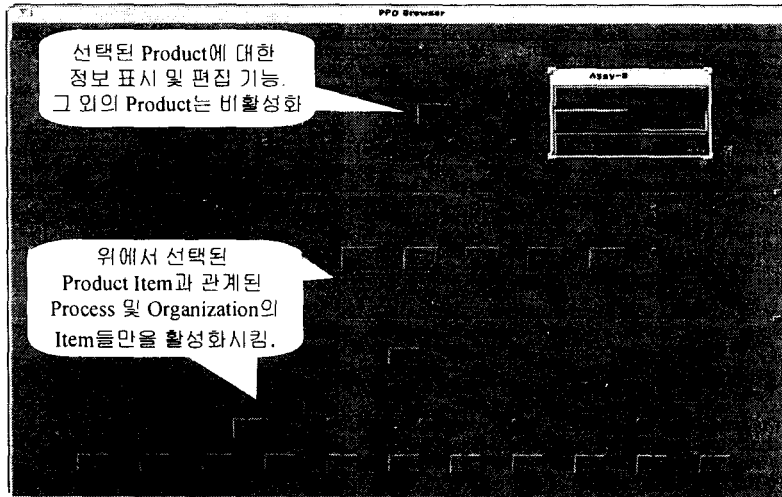 PPO Browser
선택된 Product에 대한
정보 표시 및 편집 기능.
그 외의 Product는 비활성화
Assy-B
위에서 선택된
Product Item과 관계된
Process 및 Organization의
Item들만을 활성화시킴.